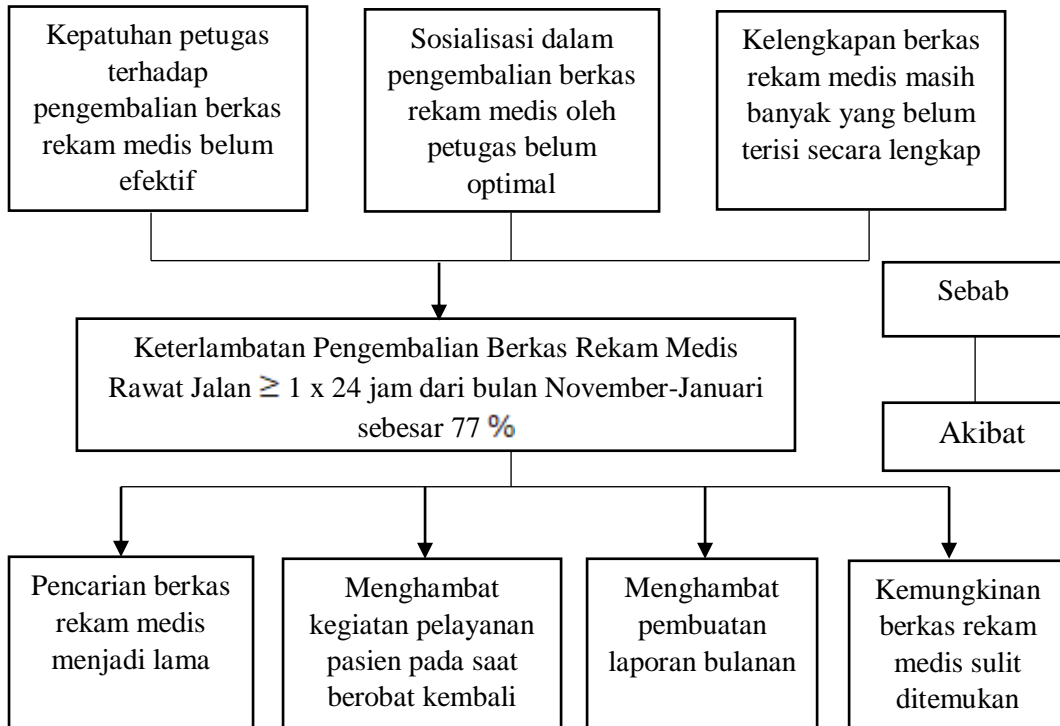 Kepatuhan petugas
terhadap
pengembalian berkas
rekam medis belum
efektif
Sosialisasi dalam
pengembalian berkas
rekam medis oleh
petugas belum
optimal
Kelengkapan berkas
rekam medis masih
banyak yang belum
terisi secara lengkap
Sebab
Keterlambatan Pengembalian Berkas Rekam Medis
Rawat Jalan ≥ 1 x 24 jam dari bulan November-Januari
sebesar 77 %
Akibat
Pencarian berkas
rekam medis
menjadi lama
Menghambat
kegiatan pelayanan
pasien pada saat
berobat kembali
Menghambat
pembuatan
laporan bulanan
Kemungkinan
berkas rekam
medis sulit
ditemukan